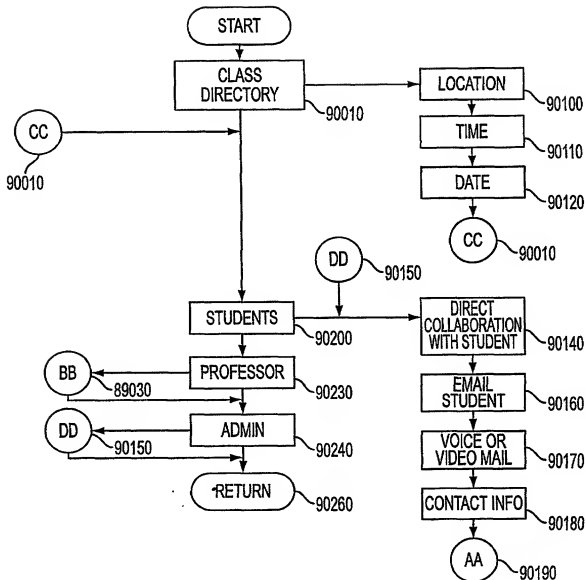 START
CLASS
DIRECTORY
90010
LOCATION
90100
CC
90010
TIME
90110
DATE
90120
CC
90010
DD
90150
STUDENTS
90200
DIRECT
COLLABORATION
WITH STUDENT
90140
BB
89030
PROFESSOR
90230
EMAIL
STUDENT
90160
DD
90150
ADMIN
90240
VOICE OR
VIDEO MAIL
90170
RETURN
90260
CONTACT INFO
90180
AA
90190